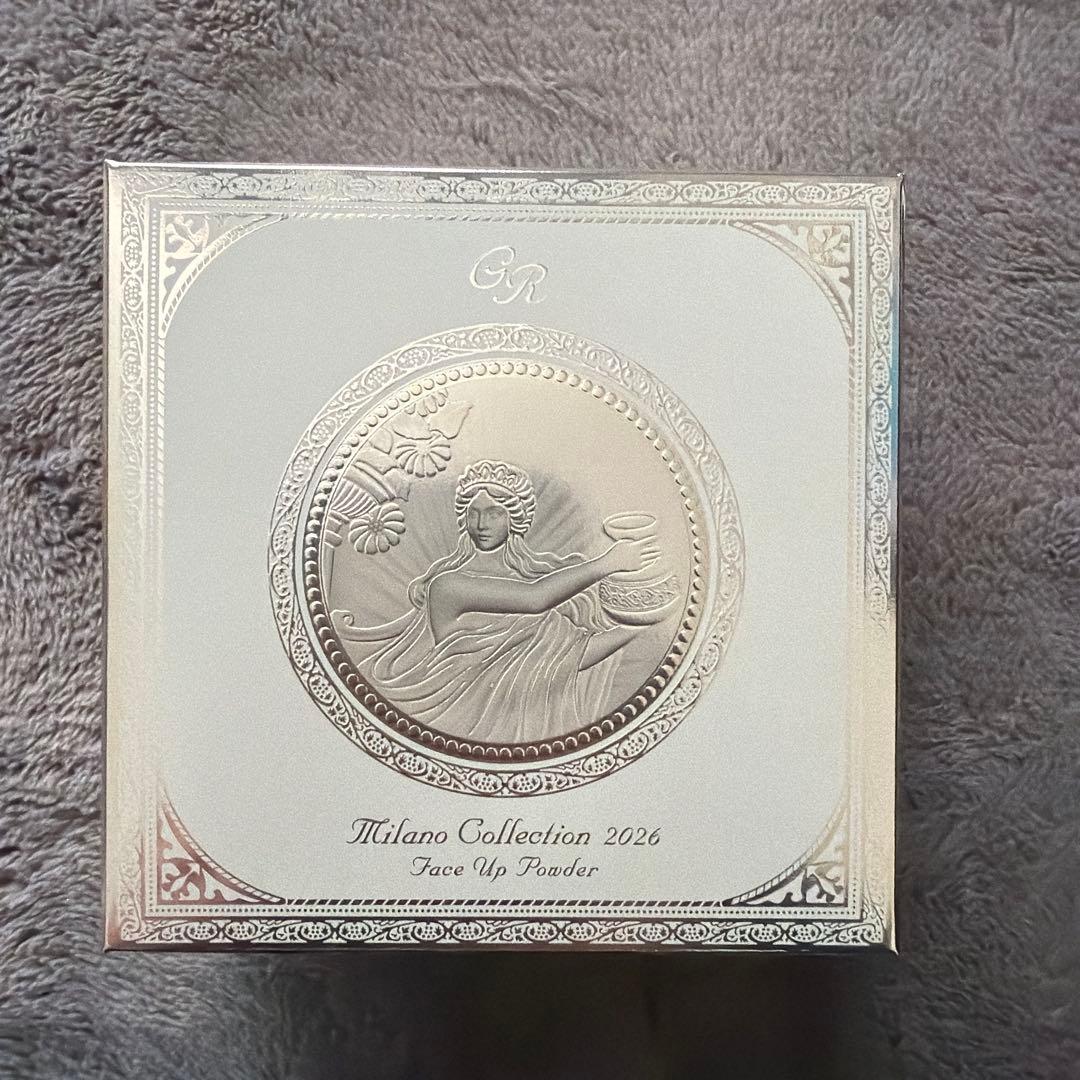 GR
Milano Collection 2026
Face Up Powder